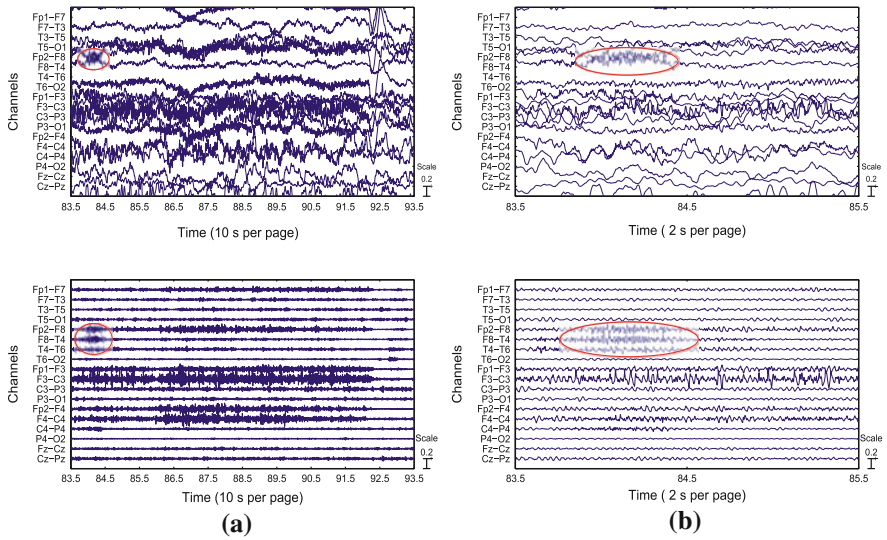 Channels
Fp1−F7
F7−T3
T3−T5
T5−O1
Fp2−F8
F8−T4
T4−T6
T6−O2
Fp1−F3
F3−C3
C3−P3
P3−O1
Fp2−F4
F4−C4
C4−P4
P4−O2
Fz−Cz
Cz−Pz
Scale
0.2
83.5 84.5 85.5 86.5 87.5 88.5 89.5 90.5 91.5 92.5 93.5
Time (10 s per page)
Channels
Fp1−F7
F7−T3
T3−T5
T5−O1
Fp2−F8
F8−T4
T4−T6
T6−O2
Fp1−F3
F3−C3
C3−P3
P3−O1
Fp2−F4
F4−C4
C4−P4
P4−O2
Fz−Cz
Cz−Pz
Scale
0.2
83.5 84.5 85.5
Time ( 2 s per page)
Channels
Fp1−F7
F7−T3
T3−T5
T5−O1
Fp2−F8
F8−T4
T4−T6
T6−O2
Fp1−F3
F3−C3
C3−P3
P3−O1
Fp2−F4
F4−C4
C4−P4
P4−O2
Fz−Cz
Cz−Pz
Scale
0.2
83.5 84.5 85.5 86.5 87.5 88.5 89.5 90.5 91.5 92.5 93.5
Time (10 s per page)
(a)
Channels
Fp1−F7
F7−T3
T3−T5
T5−O1
Fp2−F8
F8−T4
T4−T6
T6−O2
Fp1−F3
F3−C3
C3−P3
P3−O1
Fp2−F4
F4−C4
C4−P4
P4−O2
Fz−Cz
Cz−Pz
Scale
0.2
83.5 84.5 85.5
Time ( 2 s per page)
(b)